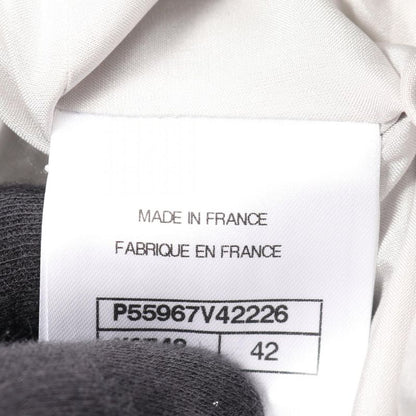 MADE IN FRANCE
FABRIQUE EN FRANCE
P55967V42226
42